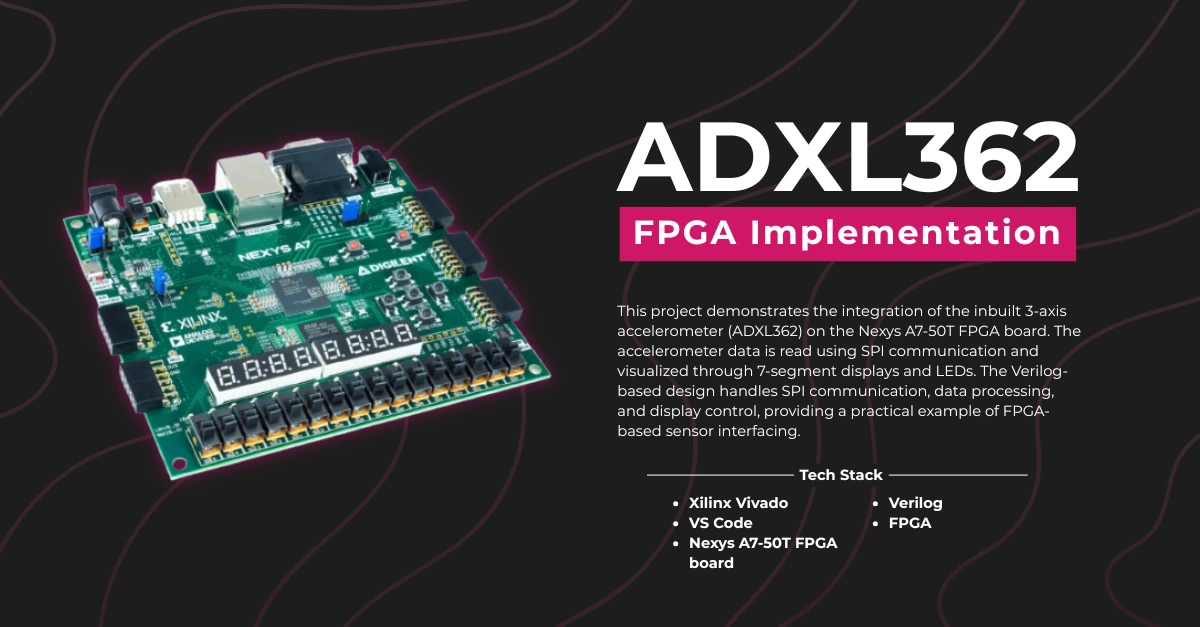 ADXL362
FPGA Implementation
This project demonstrates the integration of the inbuilt 3-axis
accelerometer (ADXL362) on the Nexys A7-50T FPGA board. The
accelerometer data is read using SPI communication and
visualized through 7-segment displays and LEDs. The Verilog-
based design handles SPI communication, data processing,
and display control, providing a practical example of FPGA-
based sensor interfacing.
Tech Stack
• Xilinx Vivado
• VS Code
• Nexys A7-50T FPGA
board
• Verilog
• FPGA
NEXYS A7
DIGILENT
XILINX
ANALOG
DEVICES